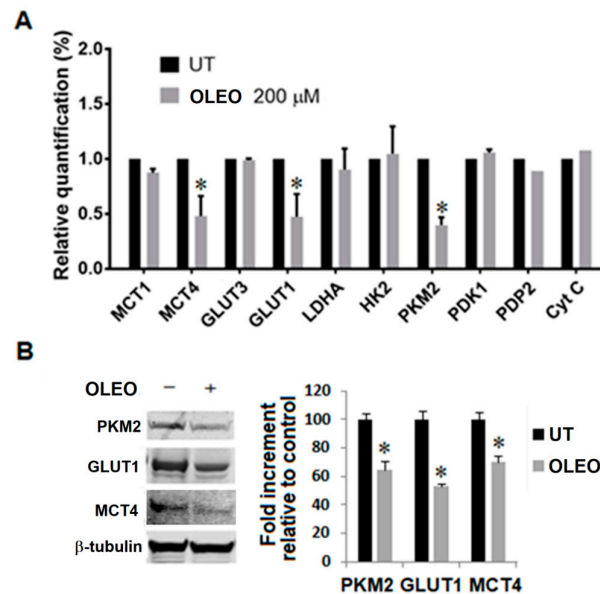 A
Relative quantification (%)
2.0
1.5
1.0
0.5
0.0
UT
OLEO 200 µM
*
*
*
MCT1
MCT4
GLUT3
GLUT1
LDHA
HK2
PKM2
PDK1
PDP2
Cyt C
B
OLEO − +
PKM2
GLUT1
MCT4
β-tubulin
Fold increment
relative to control
120
100
80
60
40
20
0
*
*
*
PKM2 GLUT1 MCT4
UT
OLEO